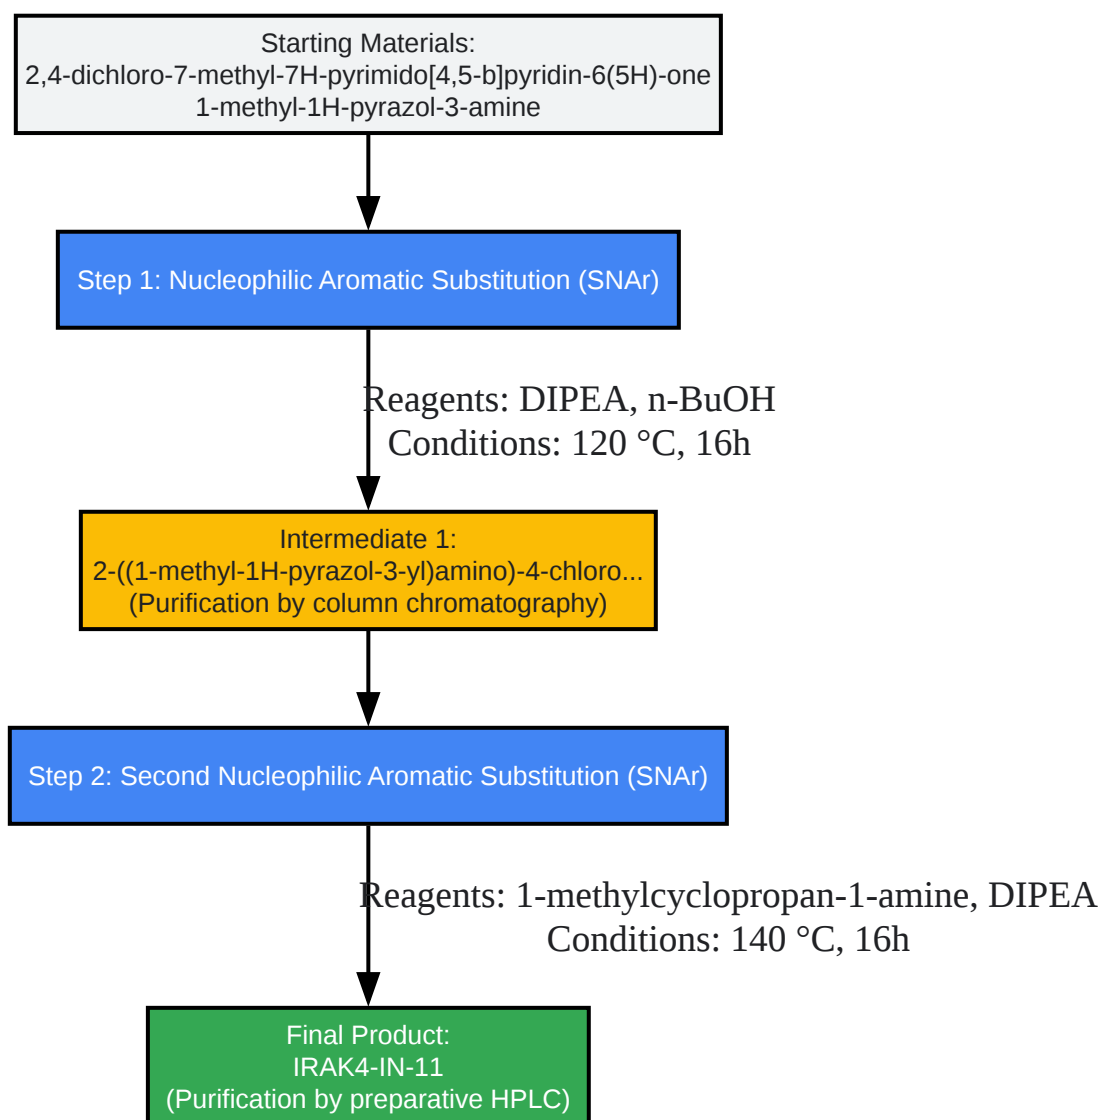 Starting Materials:
2,4-dichloro-7-methyl-7H-pyrimido[4,5-b]pyridin-6(5H)-one
1-methyl-1H-pyrazol-3-amine
Step 1: Nucleophilic Aromatic Substitution (SNAr)
Reagents: DIPEA, n-BuOH
Conditions: 120 °C, 16h
Intermediate 1:
2-((1-methyl-1H-pyrazol-3-yl)amino)-4-chloro...
(Purification by column chromatography)
Step 2: Second Nucleophilic Aromatic Substitution (SNAr)
Reagents: 1-methylcyclopropan-1-amine, DIPEA
Conditions: 140 °C, 16h
Final Product:
IRAK4-IN-11
(Purification by preparative HPLC)